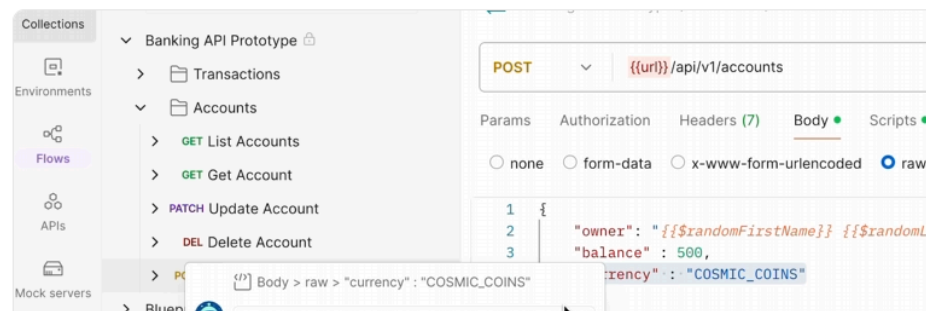 Collections
Environments
Flows
APIs
Mock servers
Banking API Prototype
Transactions
Accounts
GET List Accounts
GET Get Account
PATCH Update Account
DEL Delete Account
POST
{{url}}/api/v1/accounts
Params Authorization Headers (7) Body Scripts
none form-data x-www-form-urlencoded raw
1 {
2 "owner": "{{$randomFirstName}} {{$randomL
3 "balance" : 500,
rrency" : "COSMIC_COINS"
Body > raw > "currency" : "COSMIC_COINS"